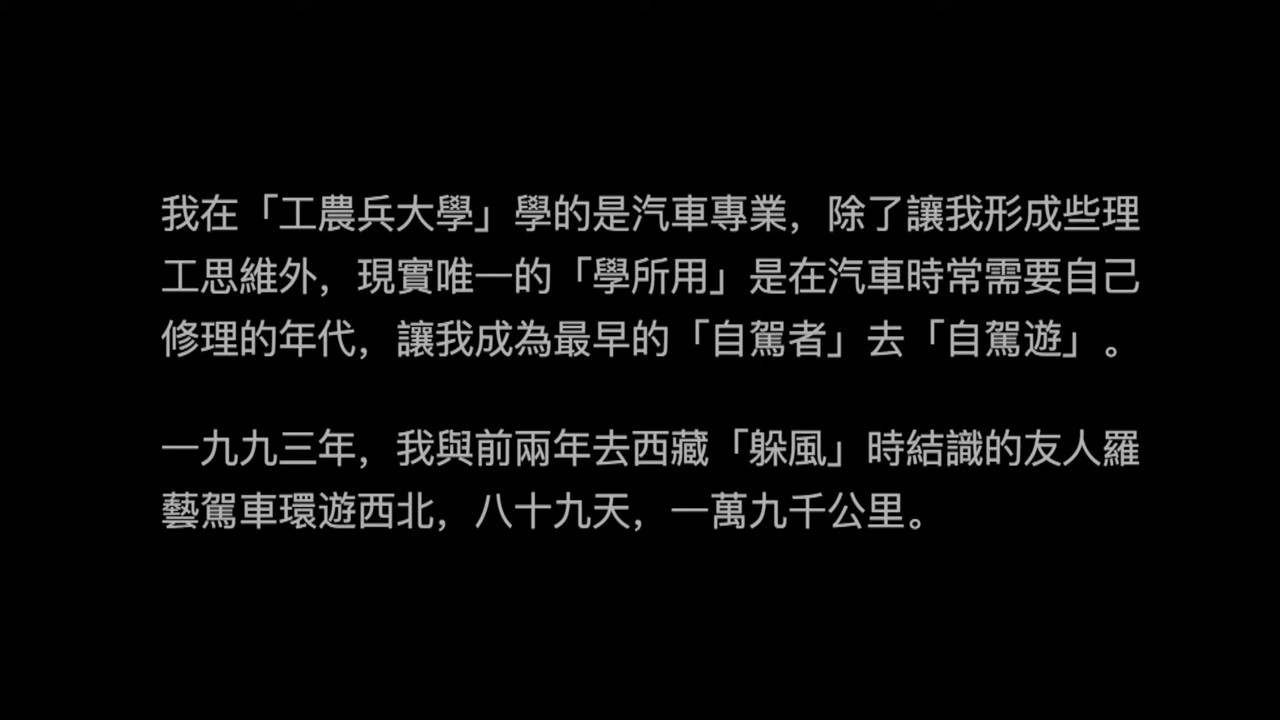 我在「工農兵大學」學的是汽車專業，除了讓我形成些理
工思維外，現實唯一的「學所用」是在汽車時常需要自己
修理的年代，讓我成為最早的「自駕者」去「自駕遊」。
一九九三年，我與前兩年去西藏「躲風」時結識的友人羅
藝駕車環遊西北，八十九天，一萬九千公里。